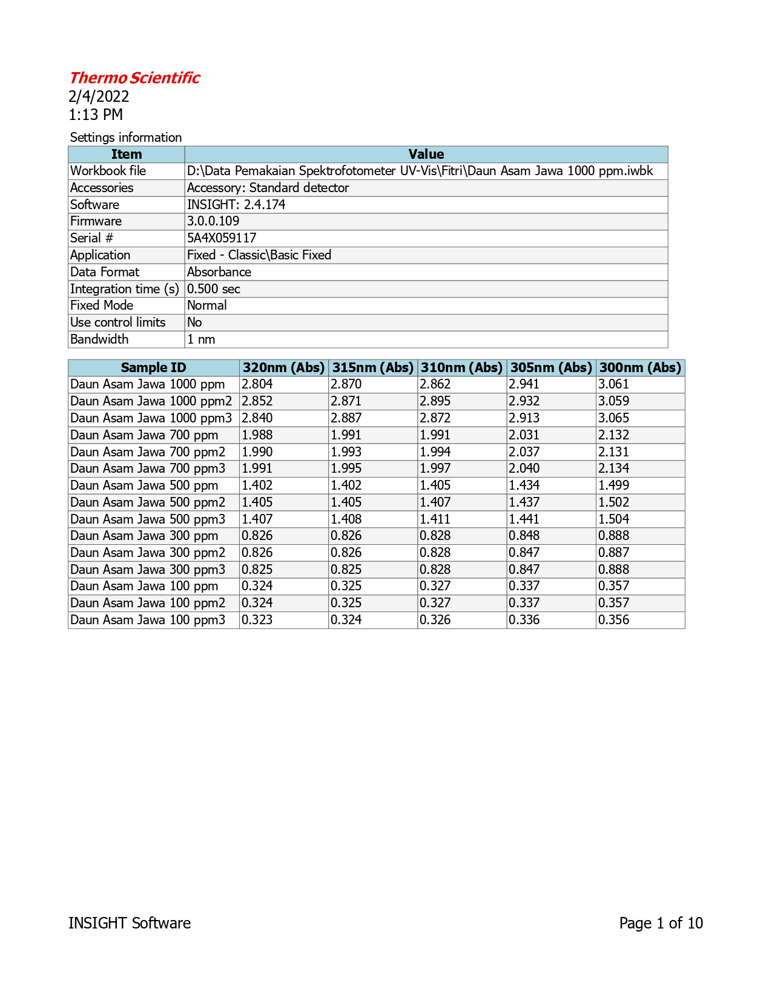 Thermo Scientific
2/4/2022
1:13 PM
Settings information
Item Value
Workbook file D:\Data Pemakaian Spektrofotometer UV-Vis\Fitri\Daun Asam Jawa 1000 ppm.iwbk
Accessories Accessory: Standard detector
Software INSIGHT: 2.4.174
Firmware 3.0.0.109
Serial # 5A4X059117
Application Fixed - Classic\Basic Fixed
Data Format Absorbance
Integration time (s) 0.500 sec
Fixed Mode Normal
Use control limits No
Bandwidth 1 nm
Sample ID 320nm (Abs) 315nm (Abs) 310nm (Abs) 305nm (Abs) 300nm (Abs)
Daun Asam Jawa 1000 ppm 2.804 2.870 2.862 2.941 3.061
Daun Asam Jawa 1000 ppm2 2.852 2.871 2.895 2.932 3.059
Daun Asam Jawa 1000 ppm3 2.840 2.887 2.872 2.913 3.065
Daun Asam Jawa 700 ppm 1.988 1.991 1.991 2.031 2.132
Daun Asam Jawa 700 ppm2 1.990 1.993 1.994 2.037 2.131
Daun Asam Jawa 700 ppm3 1.991 1.995 1.997 2.040 2.134
Daun Asam Jawa 500 ppm 1.402 1.402 1.405 1.434 1.499
Daun Asam Jawa 500 ppm2 1.405 1.405 1.407 1.437 1.502
Daun Asam Jawa 500 ppm3 1.407 1.408 1.411 1.441 1.504
Daun Asam Jawa 300 ppm 0.826 0.826 0.828 0.848 0.888
Daun Asam Jawa 300 ppm2 0.826 0.826 0.828 0.847 0.887
Daun Asam Jawa 300 ppm3 0.825 0.825 0.828 0.847 0.888
Daun Asam Jawa 100 ppm 0.324 0.325 0.327 0.337 0.357
Daun Asam Jawa 100 ppm2 0.324 0.325 0.327 0.337 0.357
Daun Asam Jawa 100 ppm3 0.323 0.324 0.326 0.336 0.356
INSIGHT Software Page 1 of 10